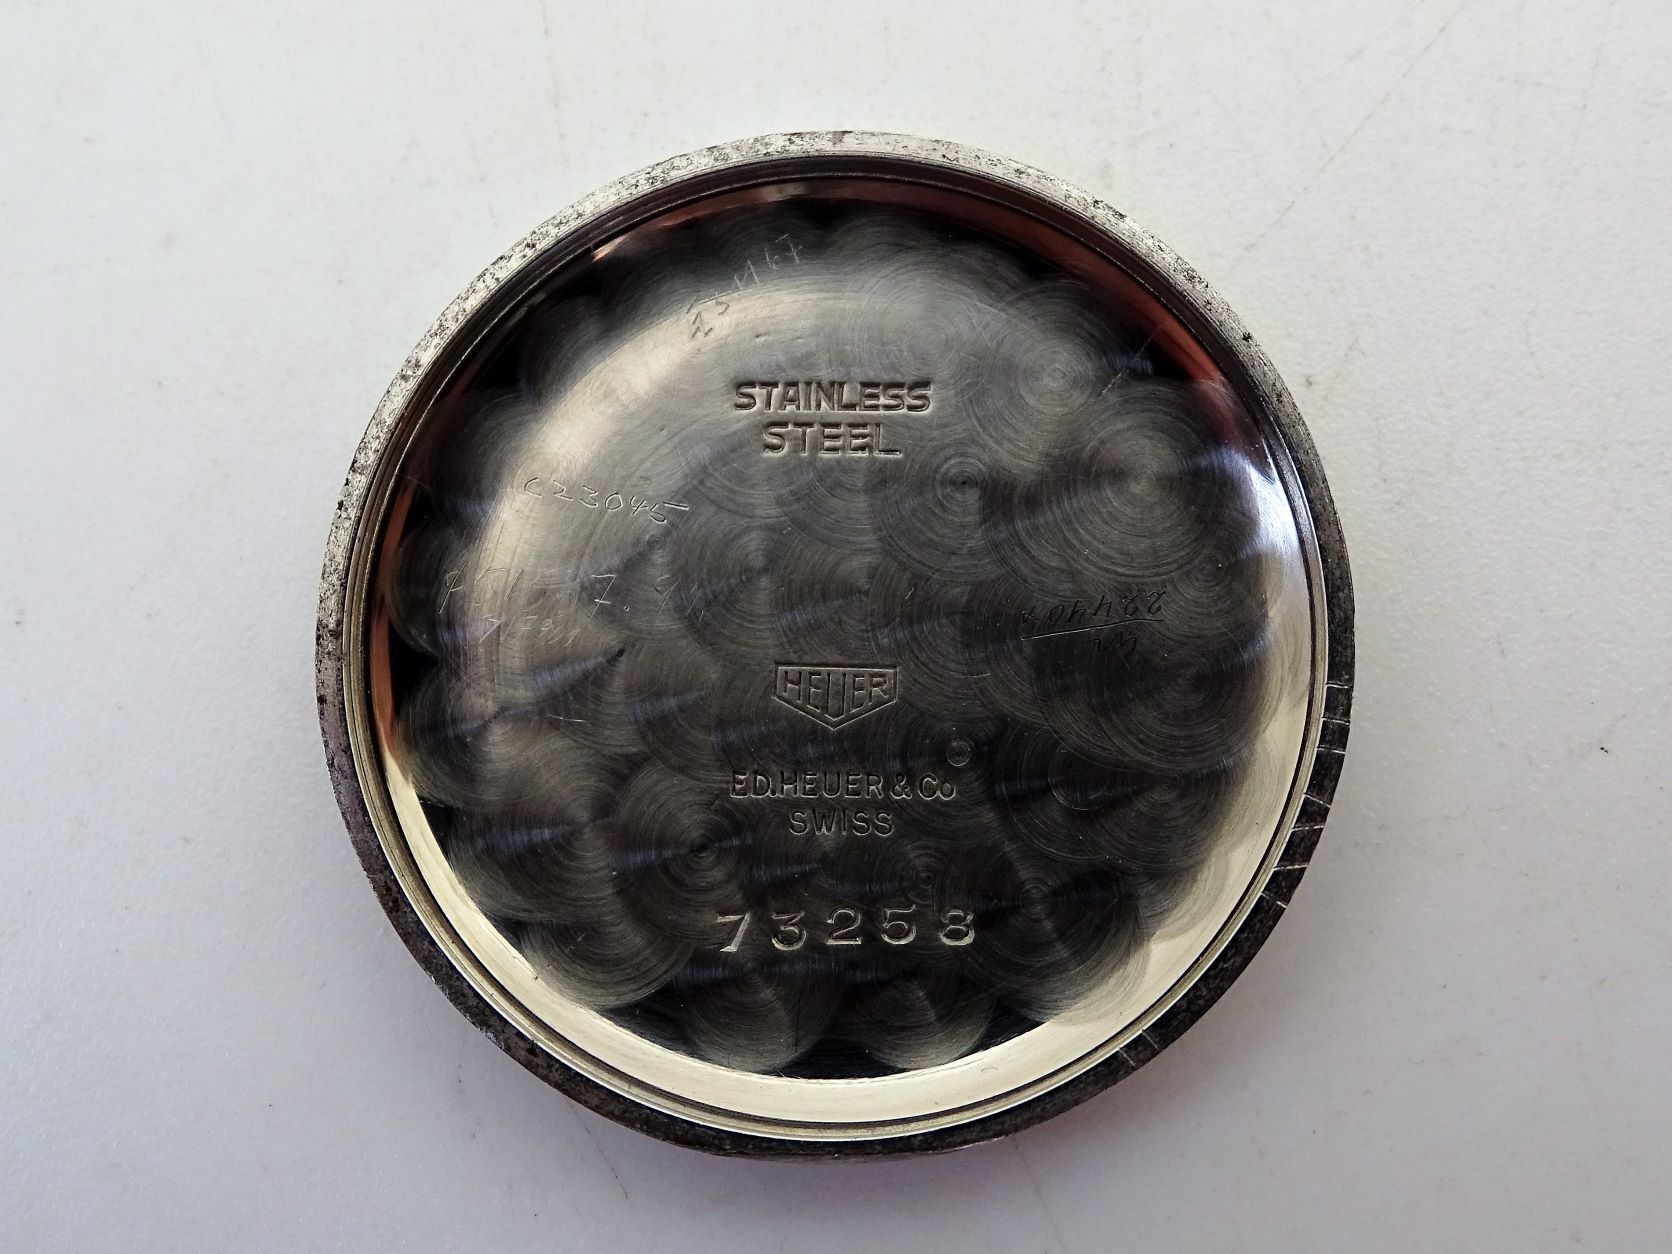 STAINLESS
STEEL
C23045
HEUER
ED. HEUER & Co
SWISS
73258